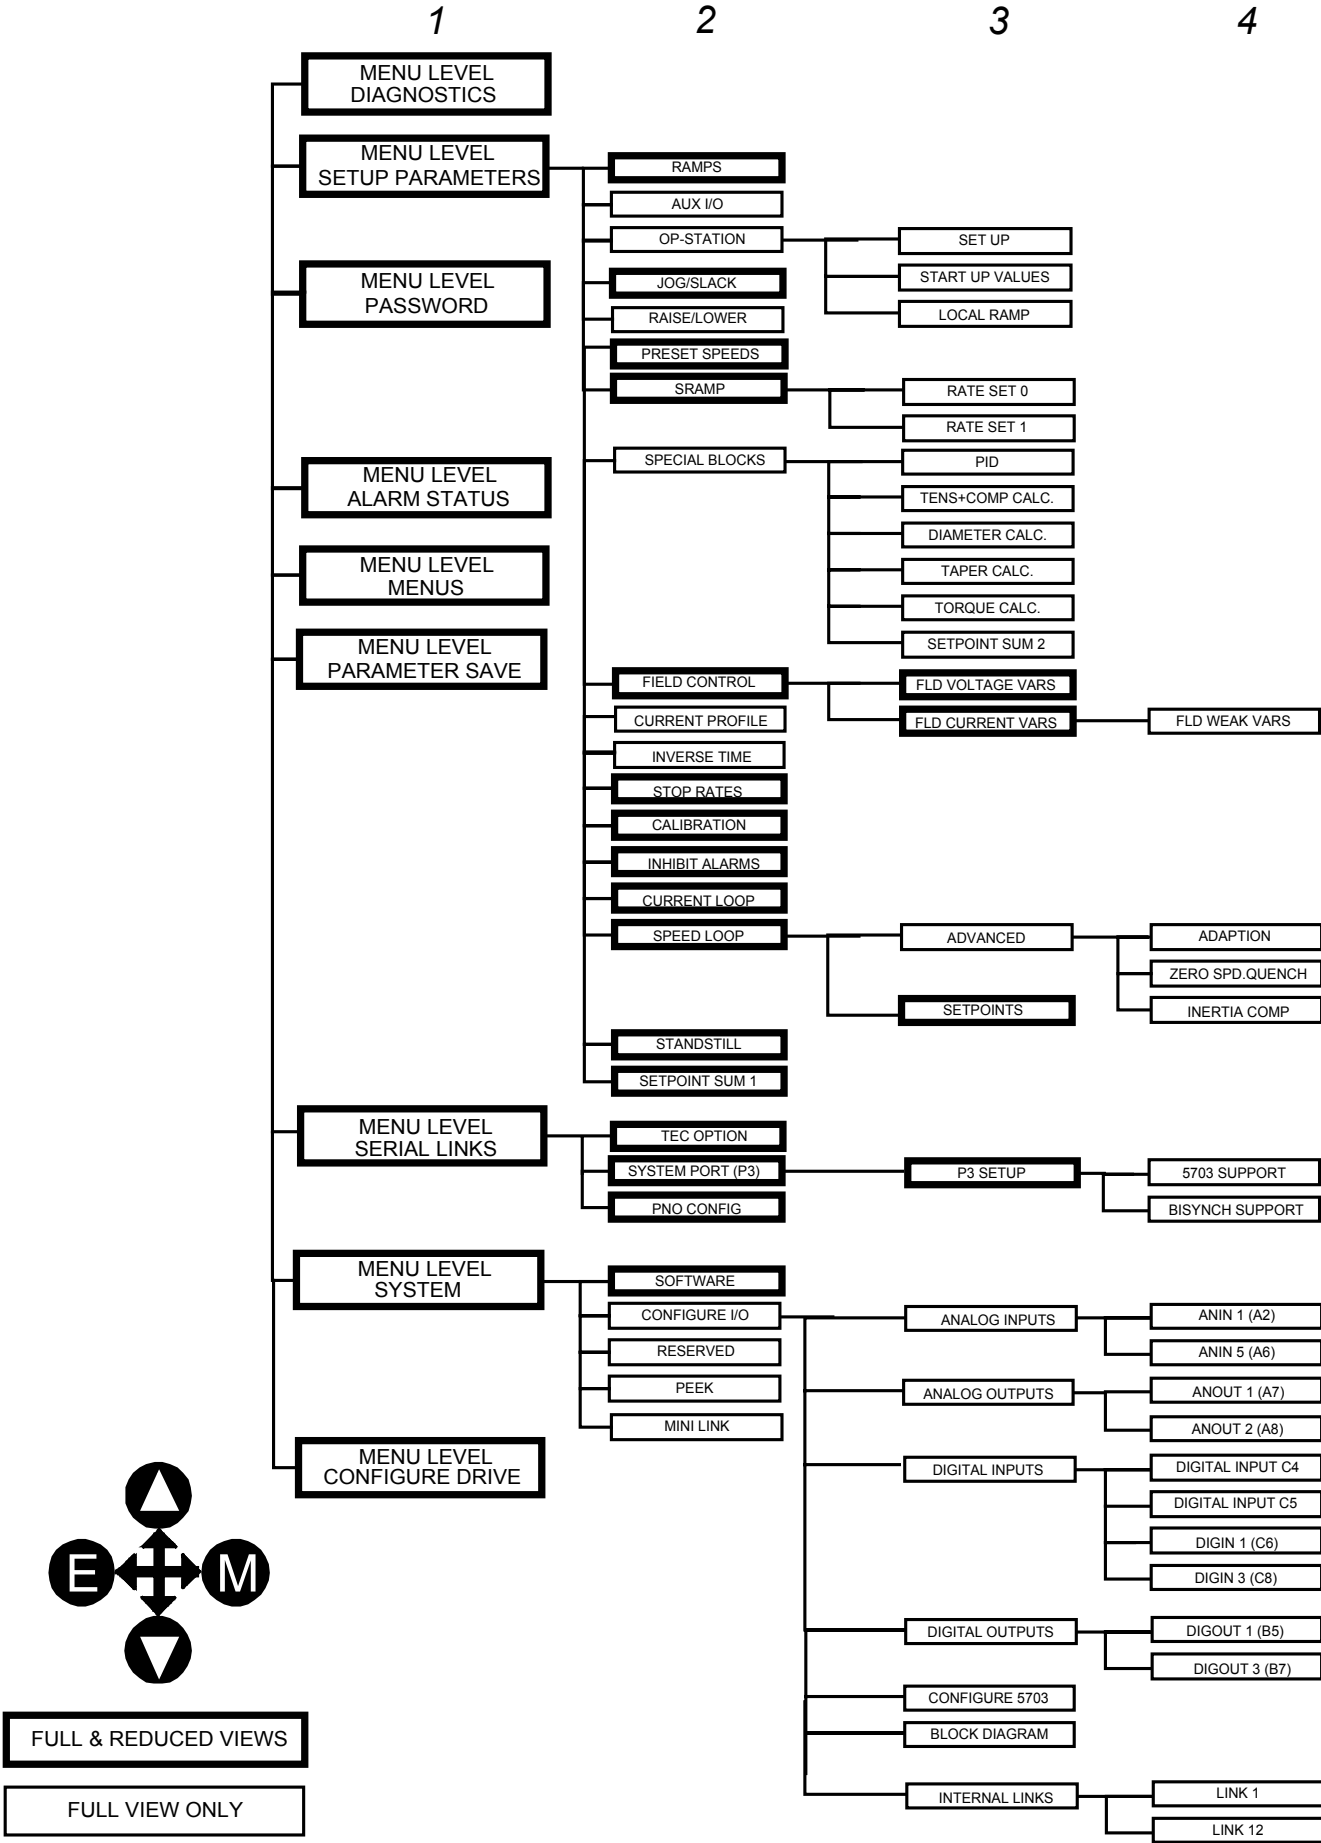 1 2 3 4
MENU LEVEL
DIAGNOSTICS
MENU LEVEL
SETUP PARAMETERS
RAMPS
AUX I/O
OP-STATION
SET UP
START UP VALUES
LOCAL RAMP
JOG/SLACK
RAISE/LOWER
PRESET SPEEDS
SRAMP
RATE SET 0
RATE SET 1
SPECIAL BLOCKS
PID
TENS+COMP CALC.
DIAMETER CALC.
TAPER CALC.
TORQUE CALC.
SETPOINT SUM 2
FIELD CONTROL
FLD VOLTAGE VARS
FLD CURRENT VARS
FLD WEAK VARS
CURRENT PROFILE
INVERSE TIME
STOP RATES
CALIBRATION
INHIBIT ALARMS
CURRENT LOOP
SPEED LOOP
ADVANCED
ADAPTION
ZERO SPD.QUENCH
INERTIA COMP
SETPOINTS
STANDSTILL
SETPOINT SUM 1
MENU LEVEL
PASSWORD
MENU LEVEL
ALARM STATUS
MENU LEVEL
MENUS
MENU LEVEL
PARAMETER SAVE
MENU LEVEL
SERIAL LINKS
TEC OPTION
SYSTEM PORT (P3)
P3 SETUP
5703 SUPPORT
BISYNCH SUPPORT
PNO CONFIG
MENU LEVEL
SYSTEM
SOFTWARE
CONFIGURE I/O
ANALOG INPUTS
ANIN 1 (A2)
ANIN 5 (A6)
ANALOG OUTPUTS
ANOUT 1 (A7)
ANOUT 2 (A8)
DIGITAL INPUTS
DIGITAL INPUT C4
DIGITAL INPUT C5
DIGIN 1 (C6)
DIGIN 3 (C8)
DIGITAL OUTPUTS
DIGOUT 1 (B5)
DIGOUT 3 (B7)
CONFIGURE 5703
BLOCK DIAGRAM
INTERNAL LINKS
LINK 1
LINK 12
RESERVED
PEEK
MINI LINK
MENU LEVEL
CONFIGURE DRIVE
E M
FULL & REDUCED VIEWS
FULL VIEW ONLY